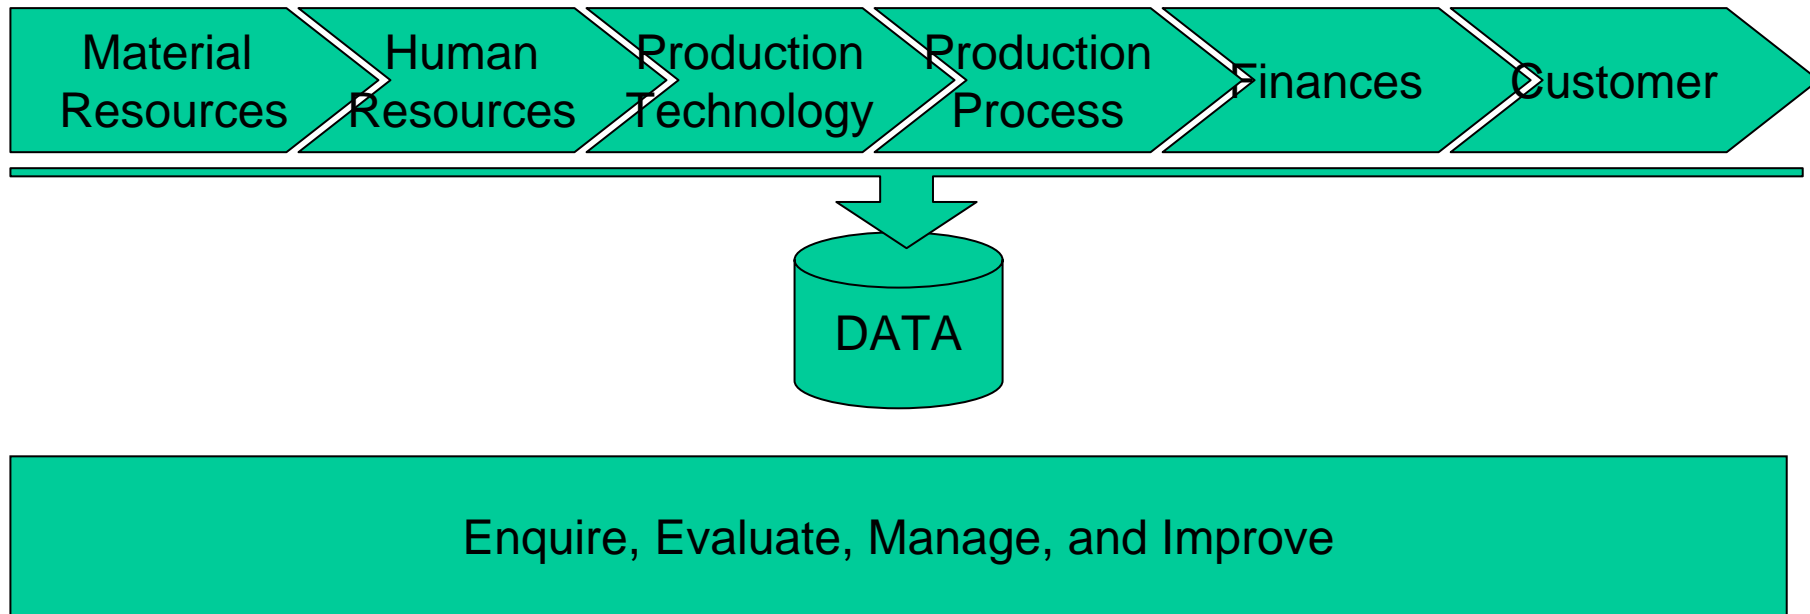 Material
Resources
Human
Resources
Production
Technology
Production
Process
Finances
Customer
DATA
Enquire, Evaluate, Manage, and Improve